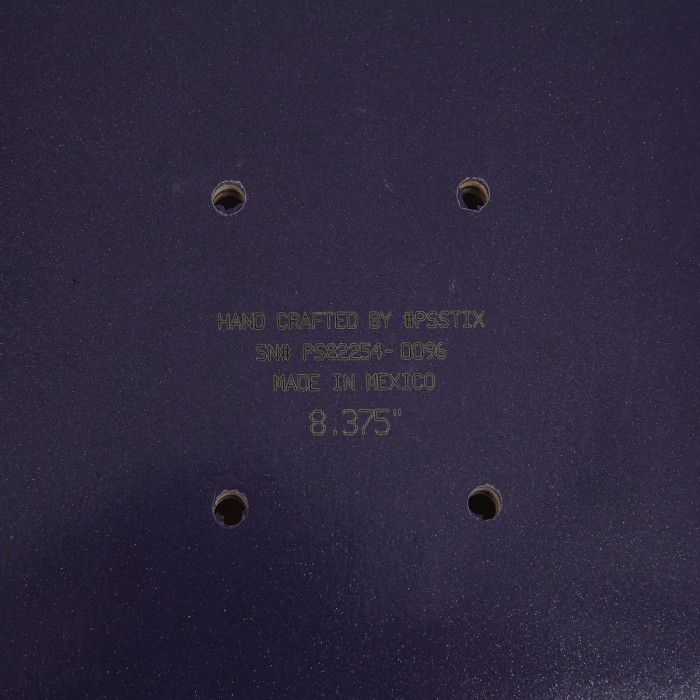 HAND CRAFTED BY #PSSTIX
SN# PS82254-0096
MADE IN MEXICO
8.375"